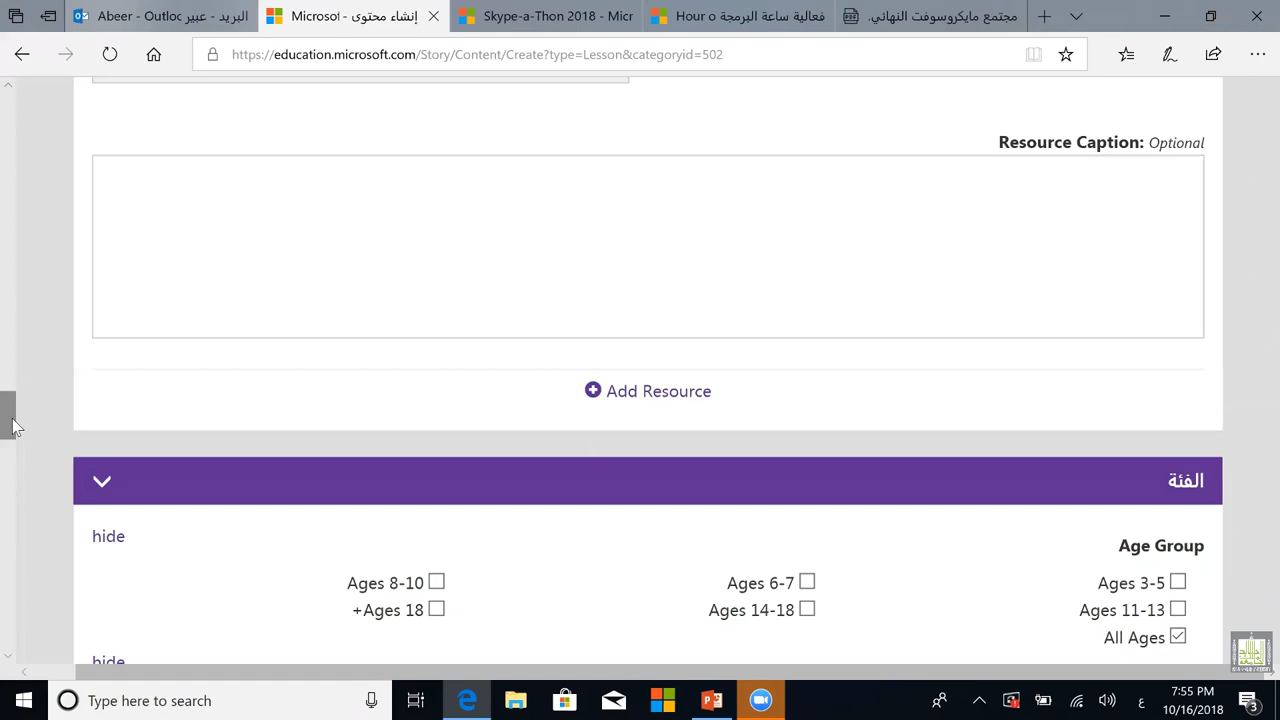 البريد - عبير Abeer - Outloc
إنشاء محتوى - Microsof
Skype-a-Thon 2018 - Micr
فعالية ساعة البرمجة Hour o
مجتمع مايكروسوفت النهائي.
https://education.microsoft.com/Story/Content/Create?type=Lesson&categoryid=502
Resource Caption: Optional
Add Resource
الفئة
hide
Age Group
Ages 3-5
Ages 6-7
Ages 8-10
Ages 11-13
Ages 14-18
+Ages 18
All Ages
hide
Type here to search
ع
7:55 PM
10/16/2018
3